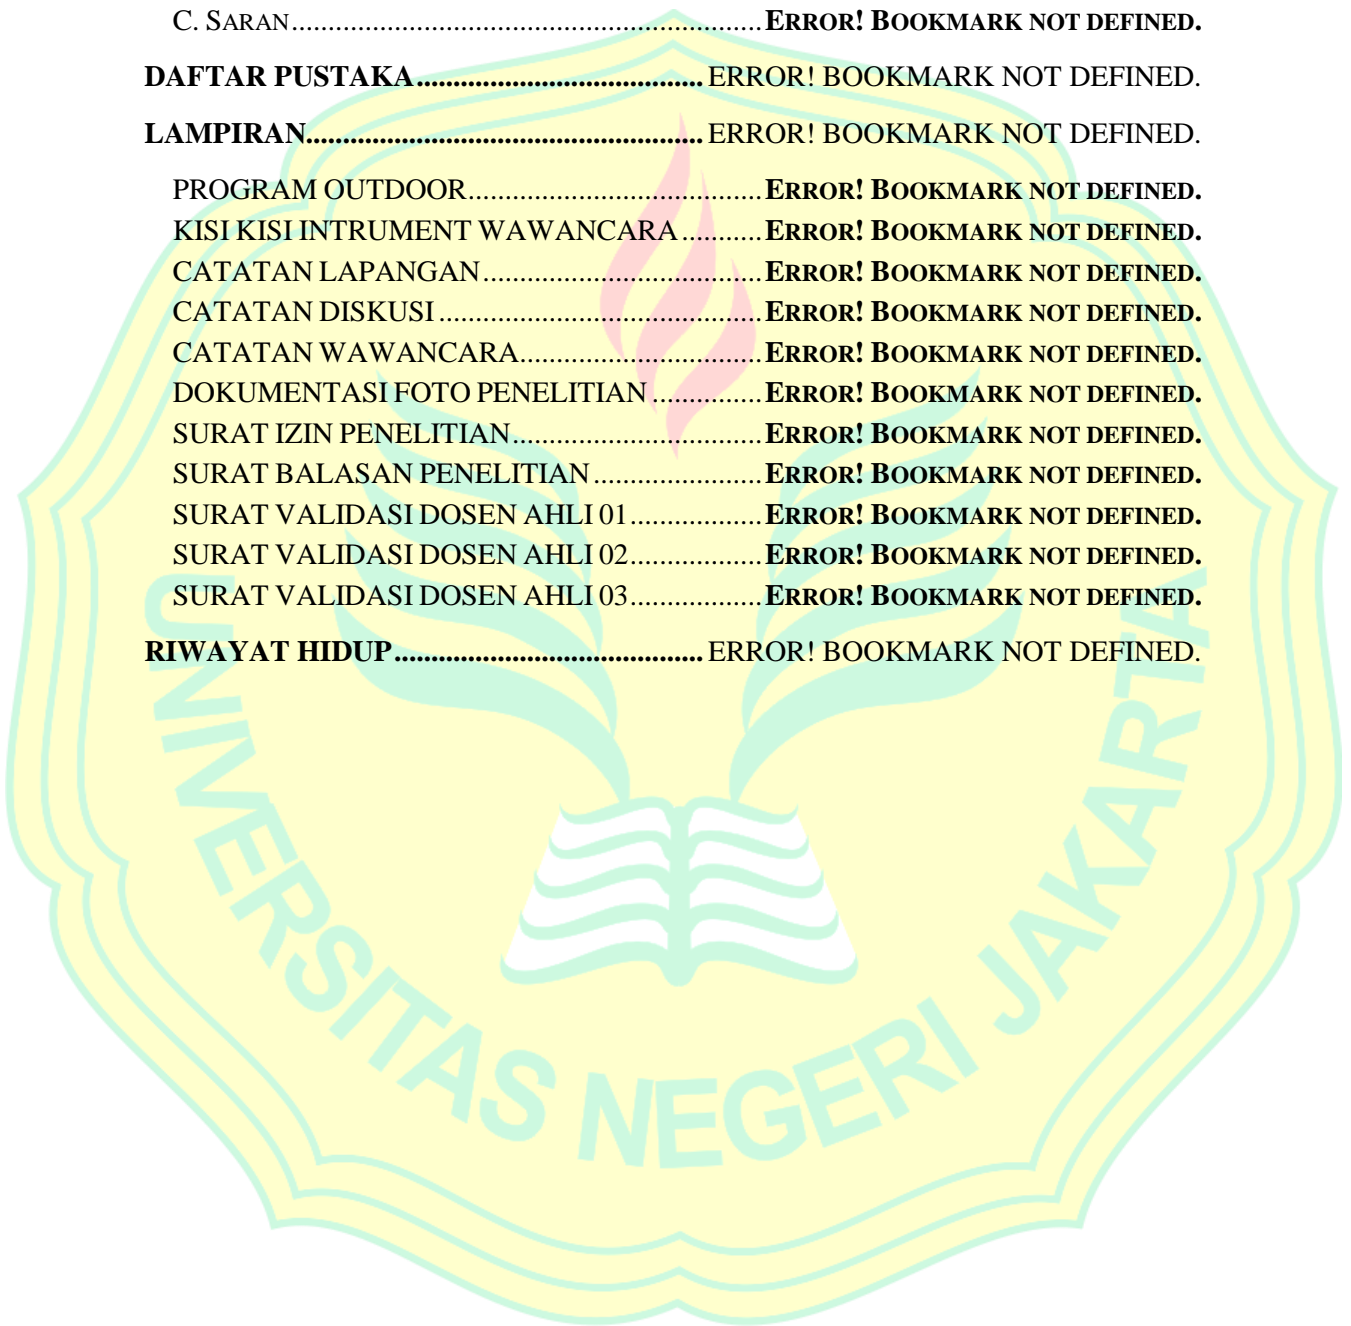 C. SARAN................................................................ERROR! BOOKMARK NOT DEFINED.
DAFTAR PUSTAKA.......................................ERROR! BOOKMARK NOT DEFINED.
LAMPIRAN......................................................ERROR! BOOKMARK NOT DEFINED.
PROGRAM OUTDOOR........................................ERROR! BOOKMARK NOT DEFINED.
KISI KISI INTRUMENT WAWANCARA...........ERROR! BOOKMARK NOT DEFINED.
CATATAN LAPANGAN......................................ERROR! BOOKMARK NOT DEFINED.
CATATAN DISKUSI............................................ERROR! BOOKMARK NOT DEFINED.
CATATAN WAWANCARA.................................ERROR! BOOKMARK NOT DEFINED.
DOKUMENTASI FOTO PENELITIAN...............ERROR! BOOKMARK NOT DEFINED.
SURAT IZIN PENELITIAN..................................ERROR! BOOKMARK NOT DEFINED.
SURAT BALASAN PENELITIAN.......................ERROR! BOOKMARK NOT DEFINED.
SURAT VALIDASI DOSEN AHLI 01..................ERROR! BOOKMARK NOT DEFINED.
SURAT VALIDASI DOSEN AHLI 02..................ERROR! BOOKMARK NOT DEFINED.
SURAT VALIDASI DOSEN AHLI 03..................ERROR! BOOKMARK NOT DEFINED.
RIWAYAT HIDUP..........................................ERROR! BOOKMARK NOT DEFINED.
UNIVERSITAS NEGERI JAKARTA